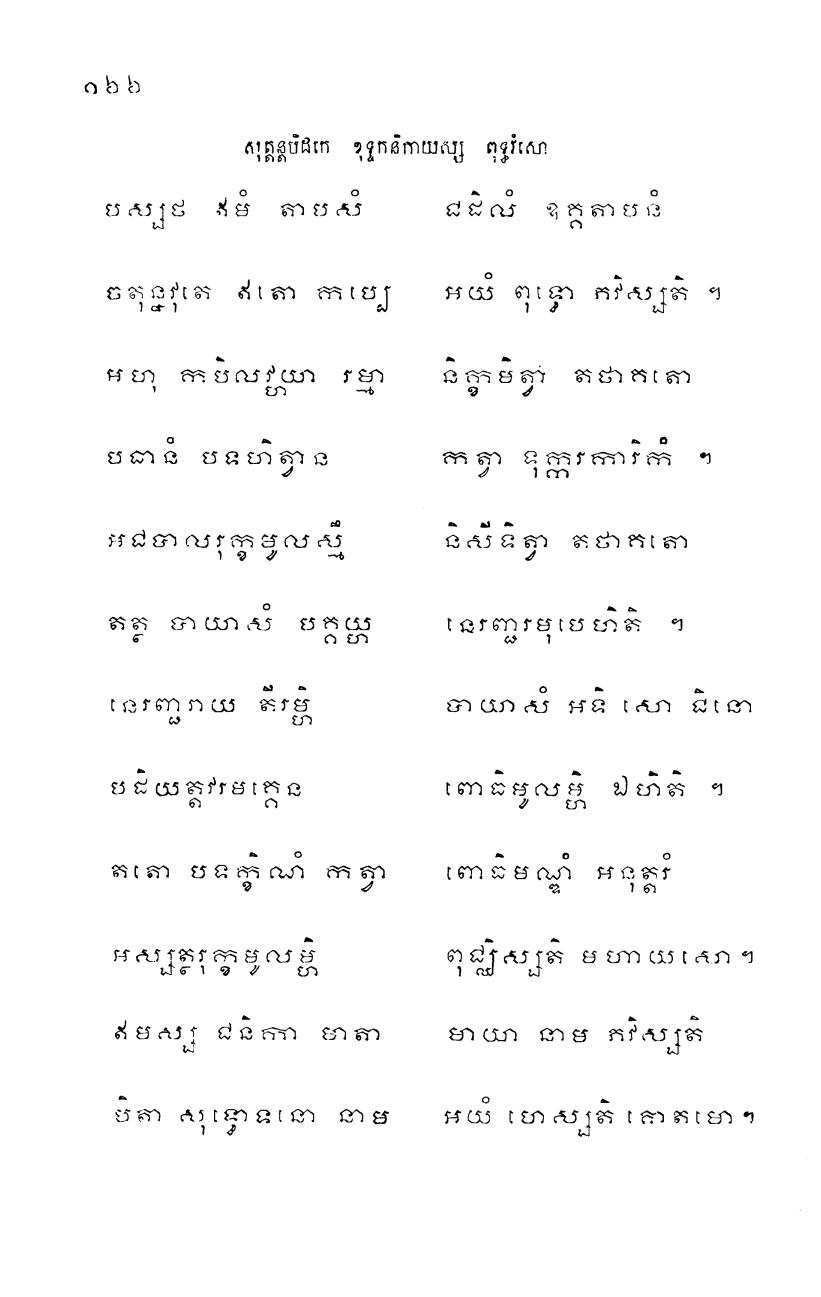 ១៦៦
សុត្តន្តបិដកេ ខុទ្ទកនិកាយស្ស ពុទ្ធវំសោ
បស្សថ ឥមំ តាបសំ ជដិលំ ឧគ្គតាបនំ
ចតុន្នវុតេ ឥតោ កប្បេ អយំ ពុទ្ធោ ភវិស្សតិ ។
អហុ កបិលវ្ហយា រម្មា និក្ខមិត្វា តថាគតោ
បធានំ បទហិត្វាន កត្វា ទុក្ករការិកំ ។
អជបាលរុក្ខមូលស្មឹ និសីទិត្វា តថាគតោ
តត្ថ បាយាសំ បគ្គយ្ហ នេរញ្ជរមុបេហិតិ ។
នេរញ្ជរាយ តីរម្ហិ បាយាសំ អទិ សោ ជិនោ
បដិយត្តវរមគ្គេន ពោធិមូលម្ហិ ឯហិតិ ។
តតោ បទក្ខិណំ កត្វា ពោធិមណ្ឌំ អនុត្តរំ
អស្សត្ថរុក្ខមូលម្ហិ ពុជ្ឈិស្សតិ មហាយសោ ។
ឥមស្ស ជនិកា មាតា មាយា នាម ភវិស្សតិ
បិតា សុទ្ធោទនោ នាម អយំ ហេស្សតិ គោតមោ ។